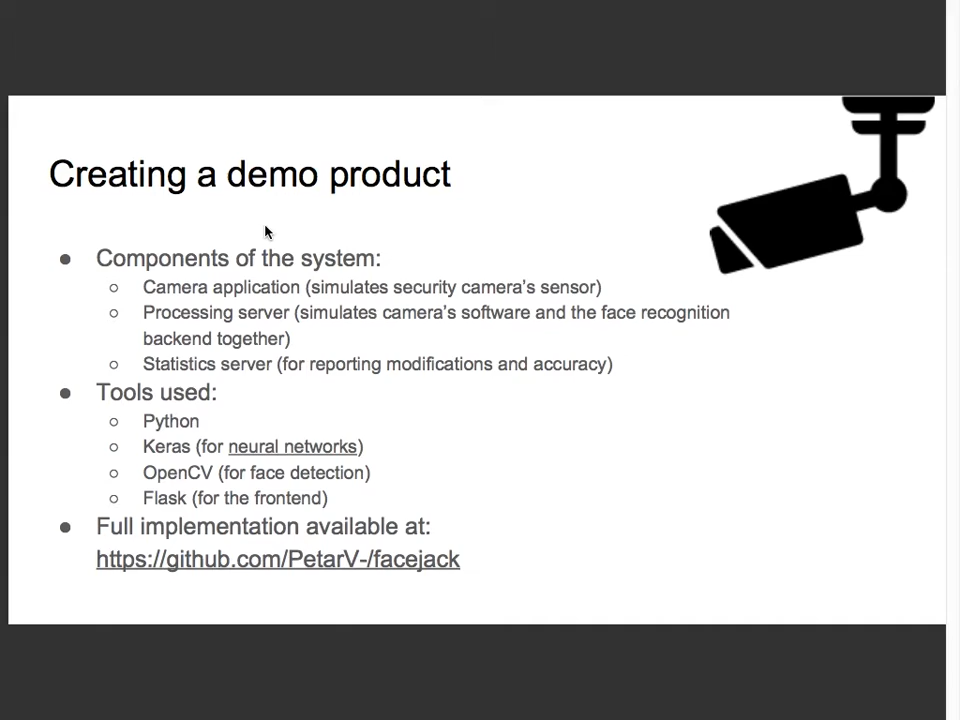 Creating a demo product
● Components of the system:
○ Camera application (simulates security camera's sensor)
○ Processing server (simulates camera's software and the face recognition
backend together)
○ Statistics server (for reporting modifications and accuracy)
● Tools used:
○ Python
○ Keras (for neural networks)
○ OpenCV (for face detection)
○ Flask (for the frontend)
● Full implementation available at:
https://github.com/PetarV-/facejack